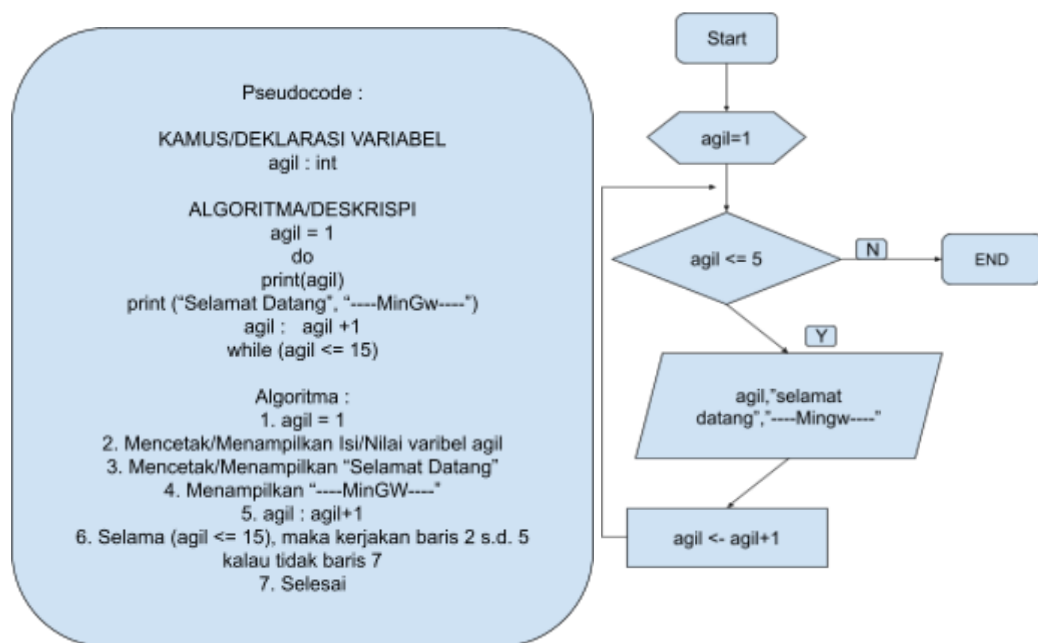 Pseudocode :
KAMUS/DEKLARASI VARIABEL
agil : int
ALGORITMA/DESKRISPI
agil = 1
do
print(agil)
print (“Selamat Datang”, “----MinGw----”)
agil :   agil +1
while (agil <= 15)
Algoritma :
1. agil = 1
2. Mencetak/Menampilkan Isi/Nilai varibel agil
3. Mencetak/Menampilkan “Selamat Datang”
4. Menampilkan “----MinGW----”
5. agil : agil+1
6. Selama (agil <= 15), maka kerjakan baris 2 s.d. 5
kalau tidak baris 7
7. Selesai
Start
agil=1
agil <= 5
N
END
Y
agil,”selamat
datang”,”----Mingw----”
agil <- agil+1